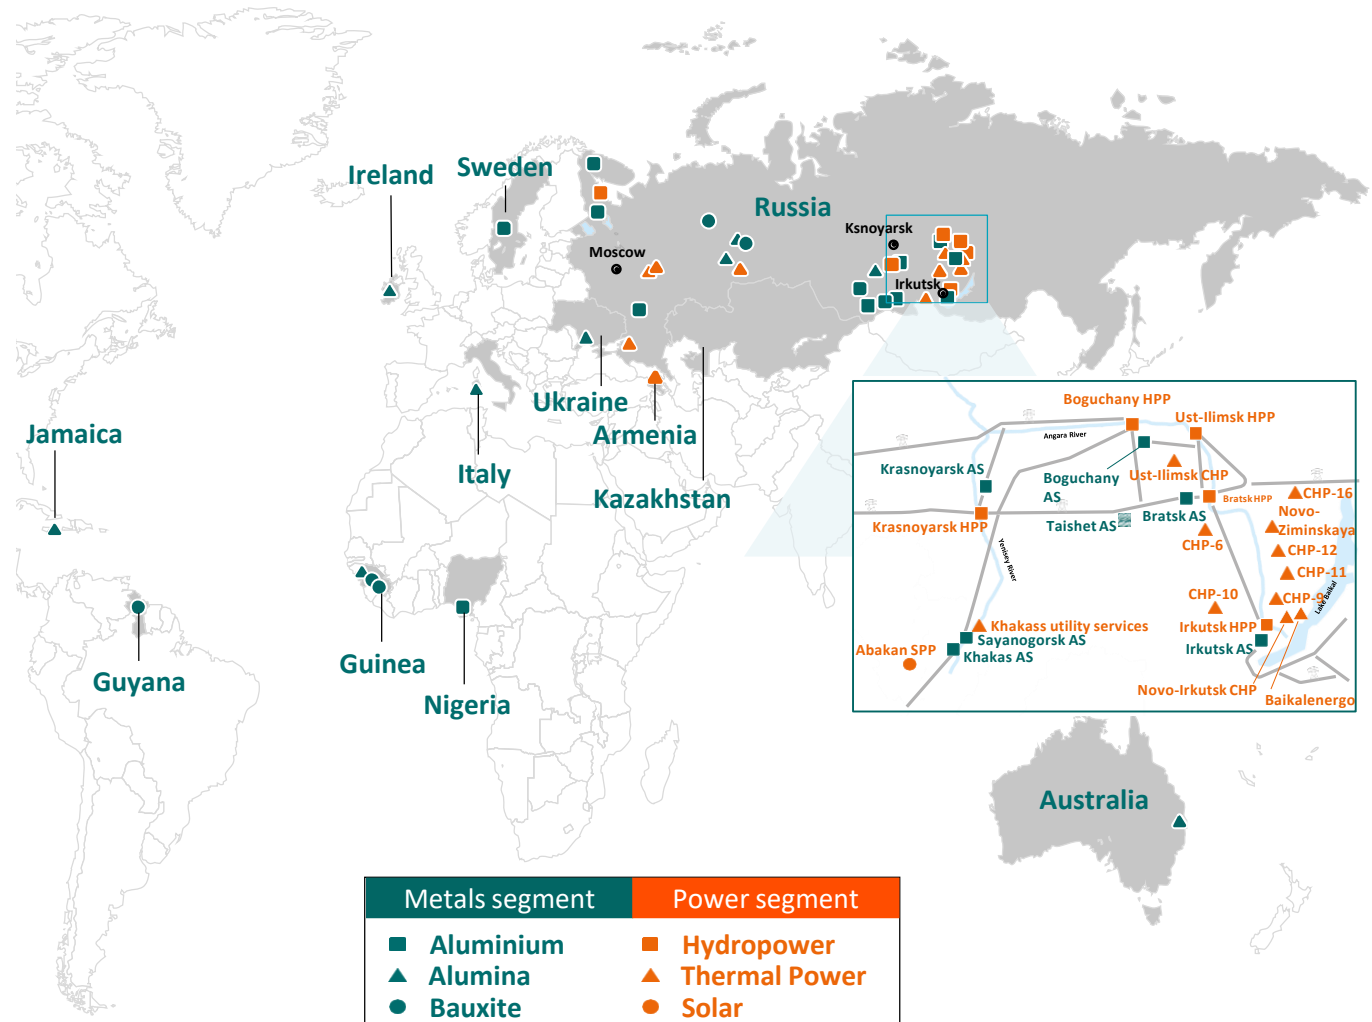 Sweden
Ireland
Russia
Ksnoyarsk
Moscow
Irkutsk
Ukraine
Armenia
Jamaica
Italy
Kazakhstan
Guinea
Guyana
Nigeria
Australia
Boguchany HPP
Ust-Ilimsk HPP
Angara River
Krasnoyarsk AS
Boguchany
AS
Ust-Ilimsk CHP
CHP-16
Bratsk HPP
Krasnoyarsk HPP
Taishet AS
Bratsk AS
Novo-
Ziminskaya
CHP-6
CHP-12
Yenisey River
CHP-11
CHP-10
CHP-9
Lake Baikal
Khakass utility services
Irkutsk HPP
Sayanogorsk AS
Irkutsk AS
Abakan SPP
Khakas AS
Novo-Irkutsk CHP
Baikalenergo
Metals segment
Power segment
Aluminium
Hydropower
Alumina
Thermal Power
Bauxite
Solar